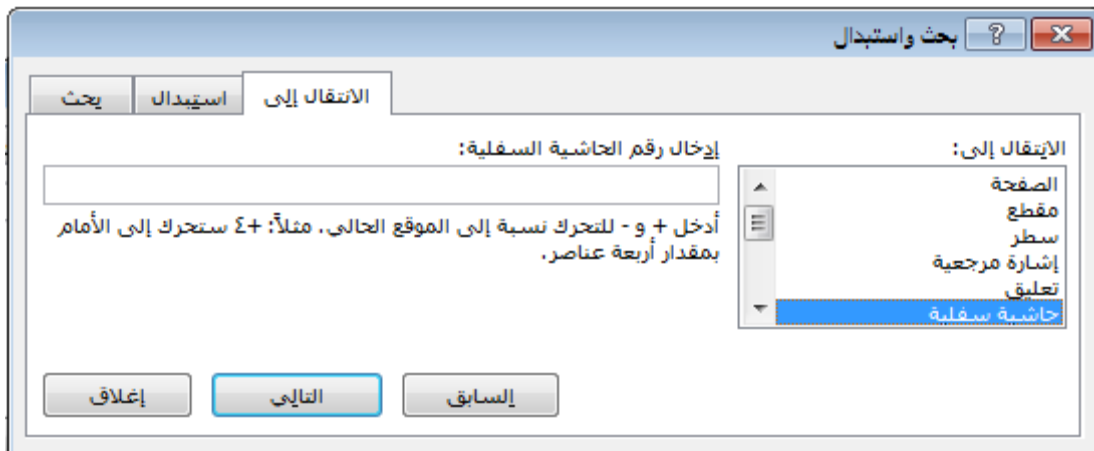 بحث واستبدال
بحث
استبدال
الانتقال إلى
الانتقال إلى:
الصفحة
مقطع
سطر
إشارة مرجعية
تعليق
حاشية سفلية
إدخال رقم الحاشية السفلية:
أدخل + و - للتحرك نسبة إلى الموقع الحالي. مثلاً: +٤ ستحرك إلى الأمام
بمقدار أربعة عناصر.
السابق
التالي
إغلاق